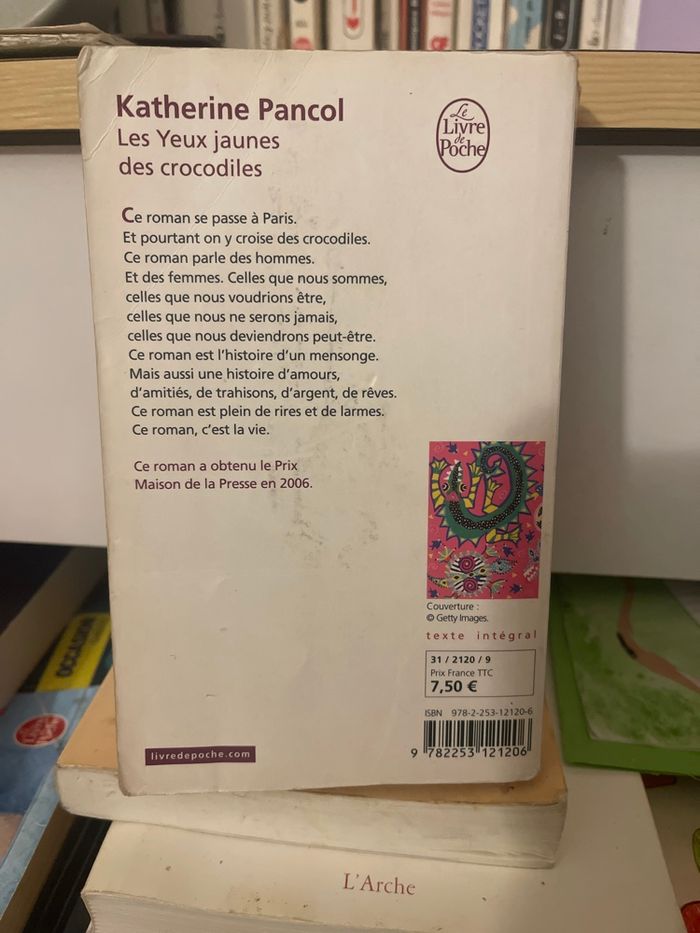 Katherine Pancol
Les Yeux jaunes
des crocodiles
Le
Livre
de
Poche
Ce roman se passe à Paris.
Et pourtant on y croise des crocodiles.
Ce roman parle des hommes.
Et des femmes. Celles que nous sommes,
celles que nous voudrions être,
celles que nous ne serons jamais,
celles que nous deviendrons peut-être.
Ce roman est l'histoire d'un mensonge.
Mais aussi une histoire d'amours,
d'amitiés, de trahisons, d'argent, de rêves.
Ce roman est plein de rires et de larmes.
Ce roman, c'est la vie.
Ce roman a obtenu le Prix
Maison de la Presse en 2006.
Couverture :
© Getty Images.
texte intégral
31 / 2120 / 9
Prix France TTC
7,50 €
ISBN 978-2-253-12120-6
9 782253 121206
livredepoche.com
OCCASION
L'Arche